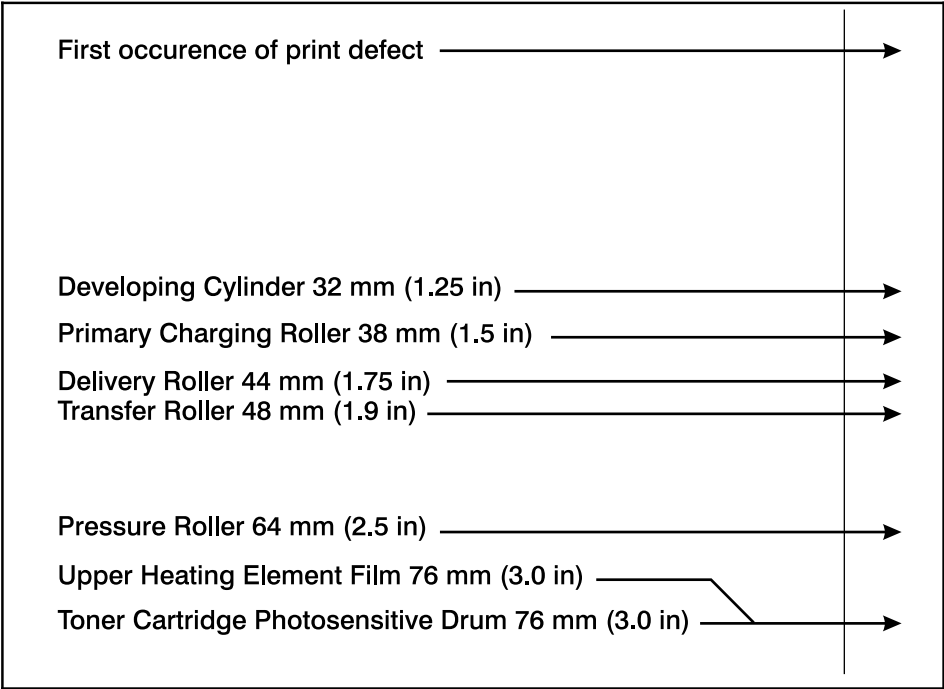 First occurence of print defect
Developing Cylinder 32 mm (1.25 in)
Primary Charging Roller 38 mm (1.5 in)
Delivery Roller 44 mm (1.75 in)
Transfer Roller 48 mm (1.9 in)
Pressure Roller 64 mm (2.5 in)
Upper Heating Element Film 76 mm (3.0 in)
Toner Cartridge Photosensitive Drum 76 mm (3.0 in)